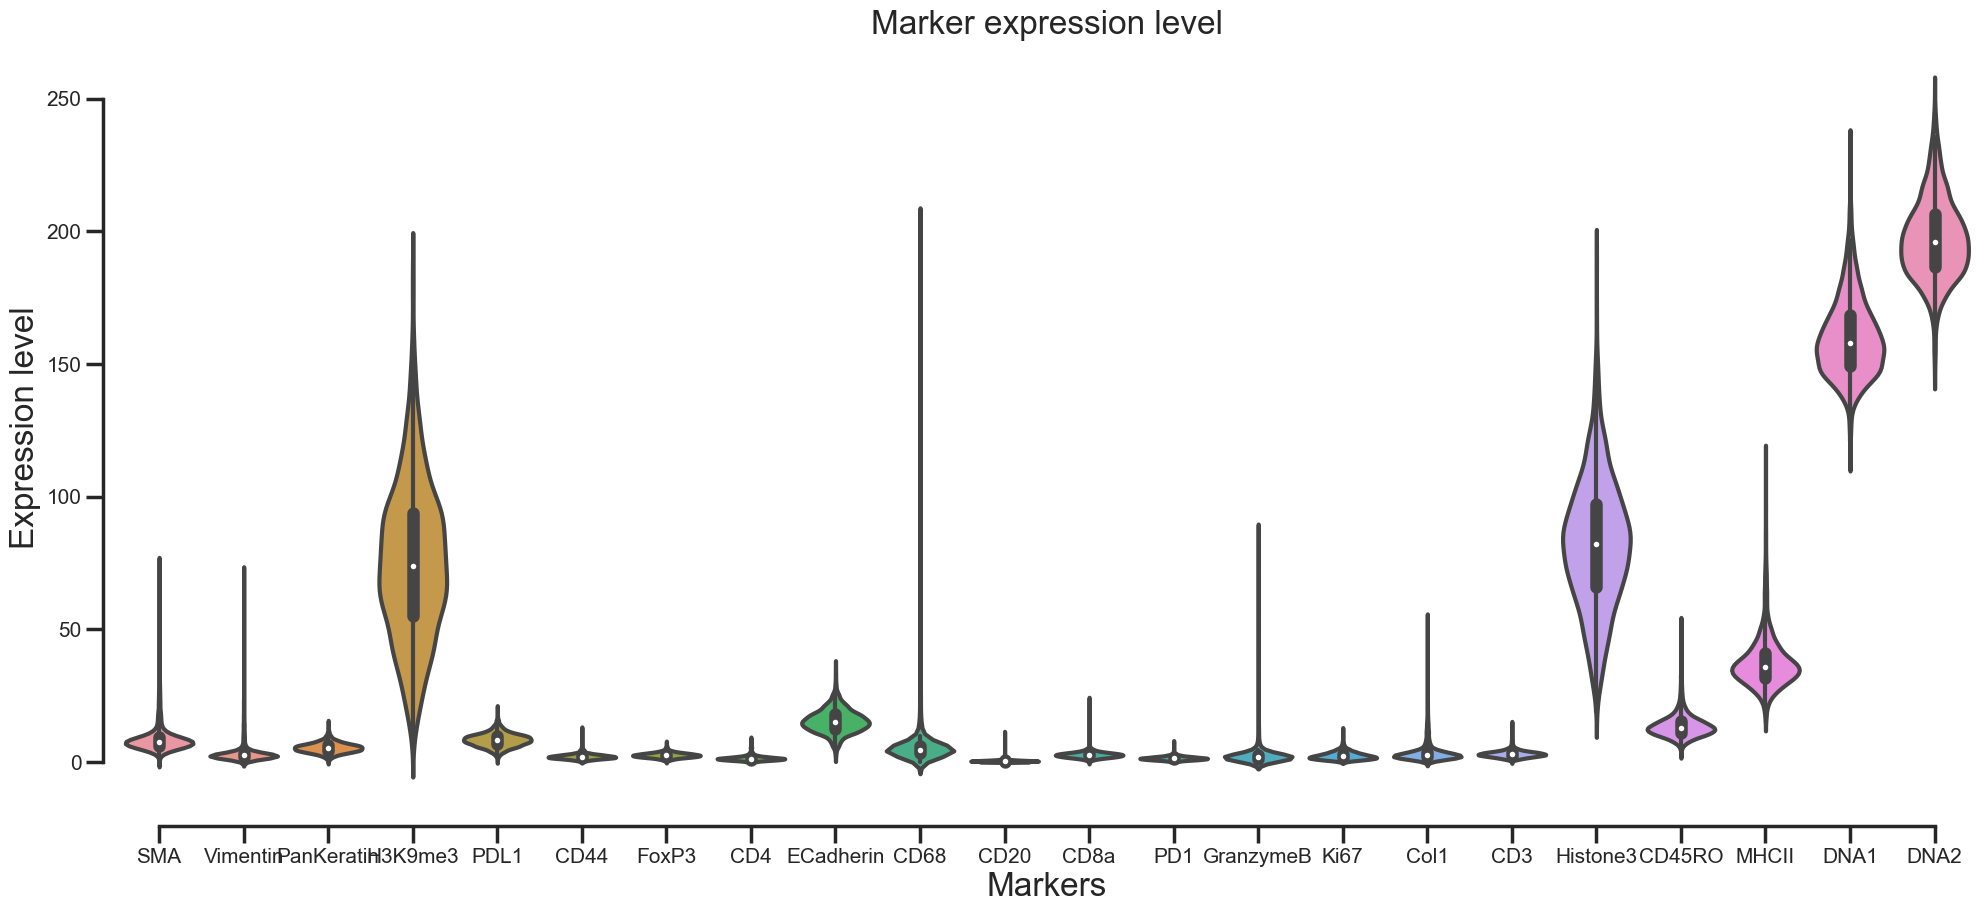 Marker expression level
250
200
150
100
50
0
Expression level
SMA Vimentin PanKeratin H3K9me3 PDL1 CD44 FoxP3 CD4 ECadherin CD68 CD20 CD8a PD1 GranzymeB Ki67 Col1 CD3 Histone3 CD45RO MHCII DNA1 DNA2
Markers